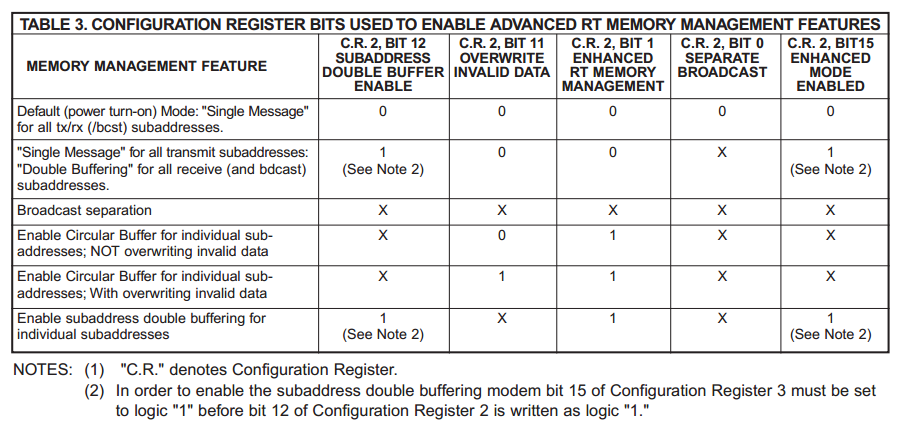 TABLE 3. CONFIGURATION REGISTER BITS USED TO ENABLE ADVANCED RT MEMORY MANAGEMENT FEATURES
MEMORY MANAGEMENT FEATURE
C.R. 2, BIT 12
SUBADDRESS
DOUBLE BUFFER
ENABLE
C.R. 2, BIT 11
OVERWRITE
INVALID DATA
C.R. 2, BIT 1
ENHANCED
RT MEMORY
MANAGEMENT
C.R. 2, BIT 0
SEPARATE
BROADCAST
C.R. 2, BIT15
ENHANCED
MODE
ENABLED
Default (power turn-on) Mode: "Single Message"
for all tx/rx (/bcst) subaddresses.
0
0
0
0
0
"Single Message" for all transmit subaddresses:
"Double Buffering" for all receive (and bdcast)
subaddresses.
1
(See Note 2)
0
0
X
1
(See Note 2)
Broadcast separation
X
X
X
X
X
Enable Circular Buffer for individual sub-
addresses; NOT overwriting invalid data
X
0
1
X
X
Enable Circular Buffer for individual sub-
addresses; With overwriting invalid data
X
1
1
X
X
Enable subaddress double buffering for
individual subaddresses
1
(See Note 2)
X
1
X
1
(See Note 2)
NOTES: (1) "C.R." denotes Configuration Register.
(2) In order to enable the subaddress double buffering modem bit 15 of Configuration Register 3 must be set
to logic "1" before bit 12 of Configuration Register 2 is written as logic "1."